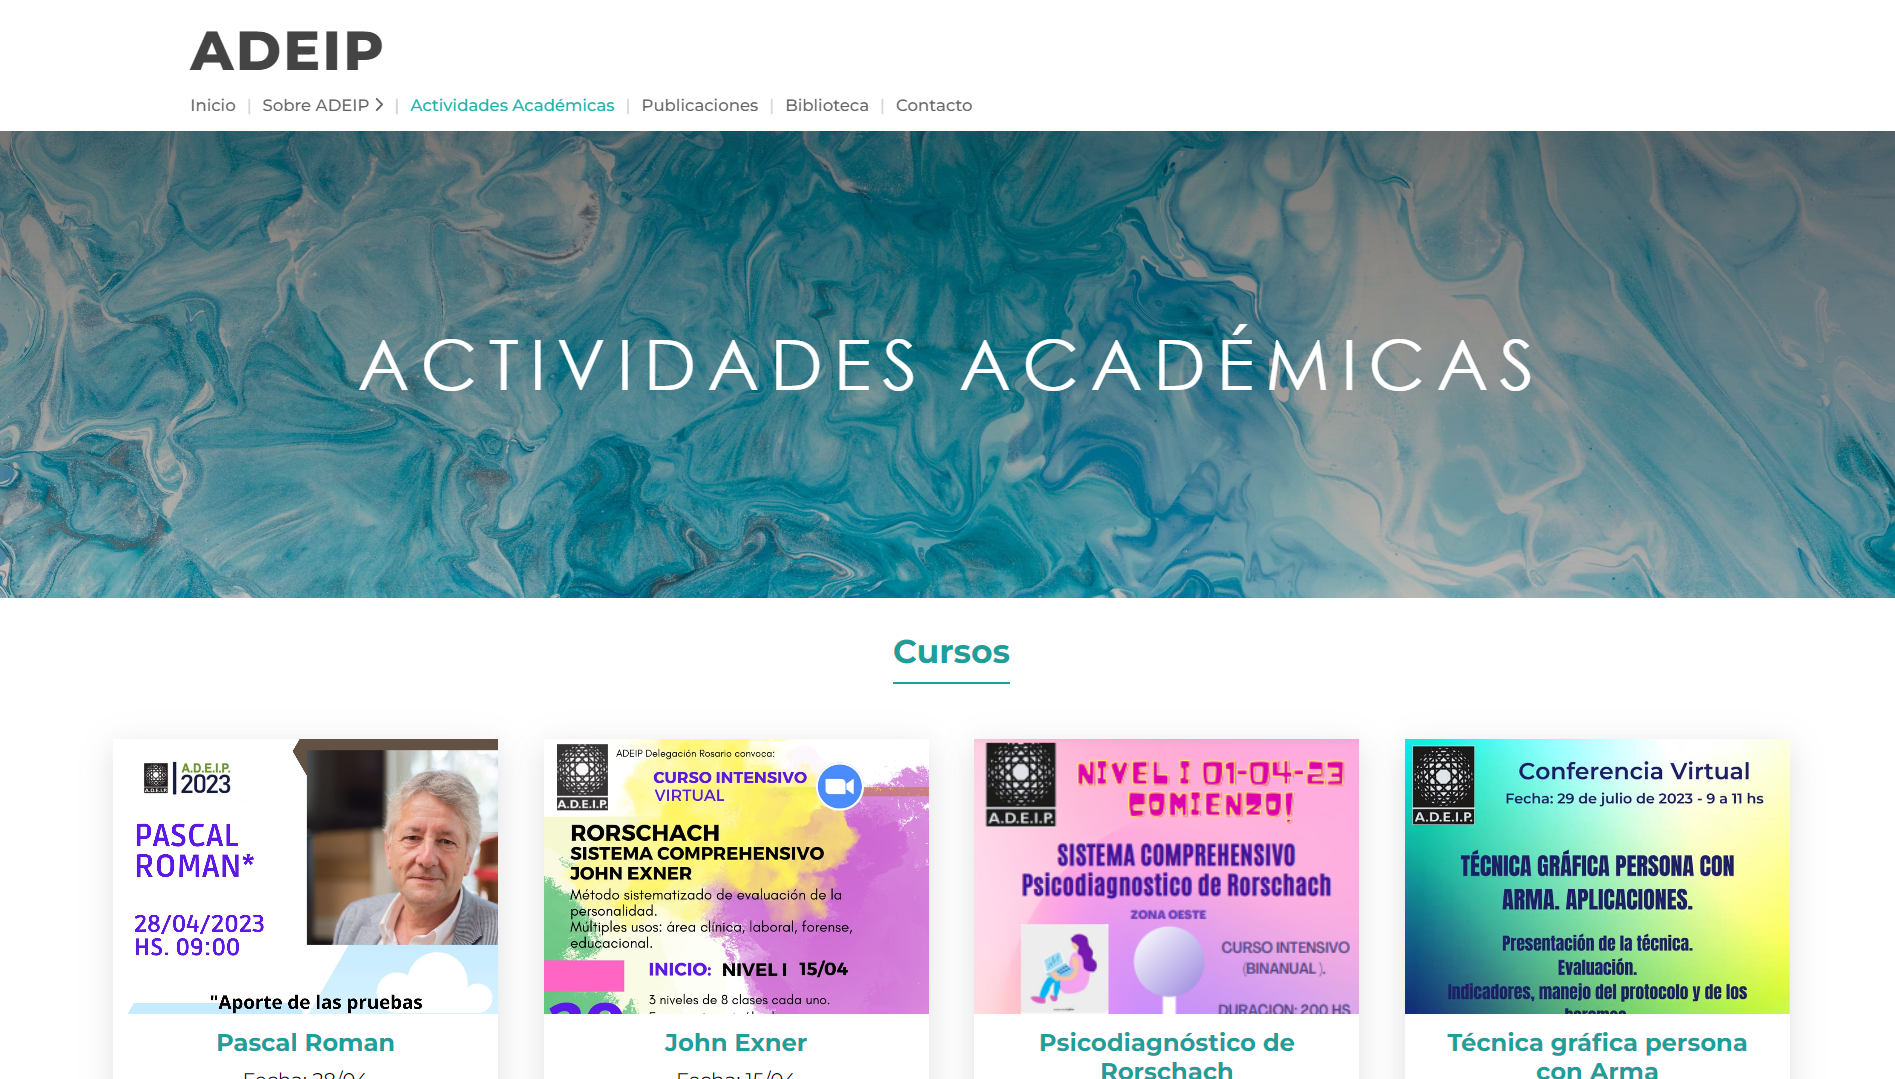 ADEIP
Inicio | Sobre ADEIP | Actividades Académicas | Publicaciones | Biblioteca | Contacto
ACTIVIDADES ACADÉMICAS
Cursos
A.D.E.I.P.
A.D.E.I.P.
2023
PASCAL
ROMAN*
28/04/2023
HS. 09:00
"Aporte de las pruebas
Pascal Roman
Fecha: 28/04
A.D.E.I.P.
ADEIP Delegación Rosario convoca:
CURSO INTENSIVO
VIRTUAL
RORSCHACH
SISTEMA COMPREHENSIVO
JOHN EXNER
Método sistematizado de evaluación de la
personalidad.
Múltiples usos: área clínica, laboral, forense,
educacional.
INICIO: NIVEL I 15/04
3 niveles de 8 clases cada uno.
John Exner
Fecha: 15/04
A.D.E.I.P.
NIVEL I 01-04-23
COMIENZO!
SISTEMA COMPREHENSIVO
Psicodiagnostico de Rorschach
ZONA OESTE
CURSO INTENSIVO
(BINANUAL ).
DURACION: 200 HS
Psicodiagnóstico de
Rorschach
A.D.E.I.P.
Conferencia Virtual
Fecha: 29 de julio de 2023 - 9 a 11 hs
TÉCNICA GRÁFICA PERSONA CON
ARMA. APLICACIONES.
Presentación de la técnica.
Evaluación.
Indicadores, manejo del protocolo y de los
Técnica gráfica persona
con Arma